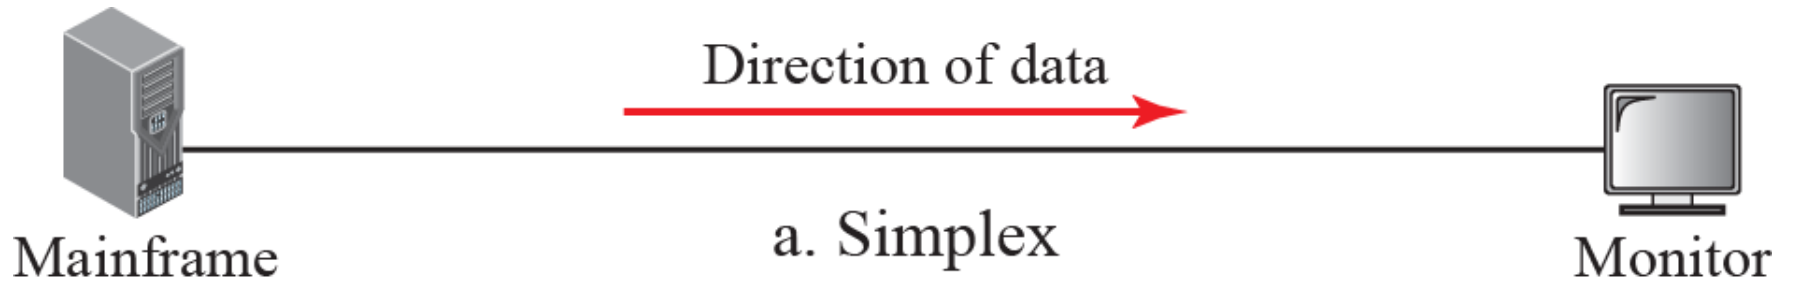 Direction of data
a. Simplex
Mainframe
Monitor